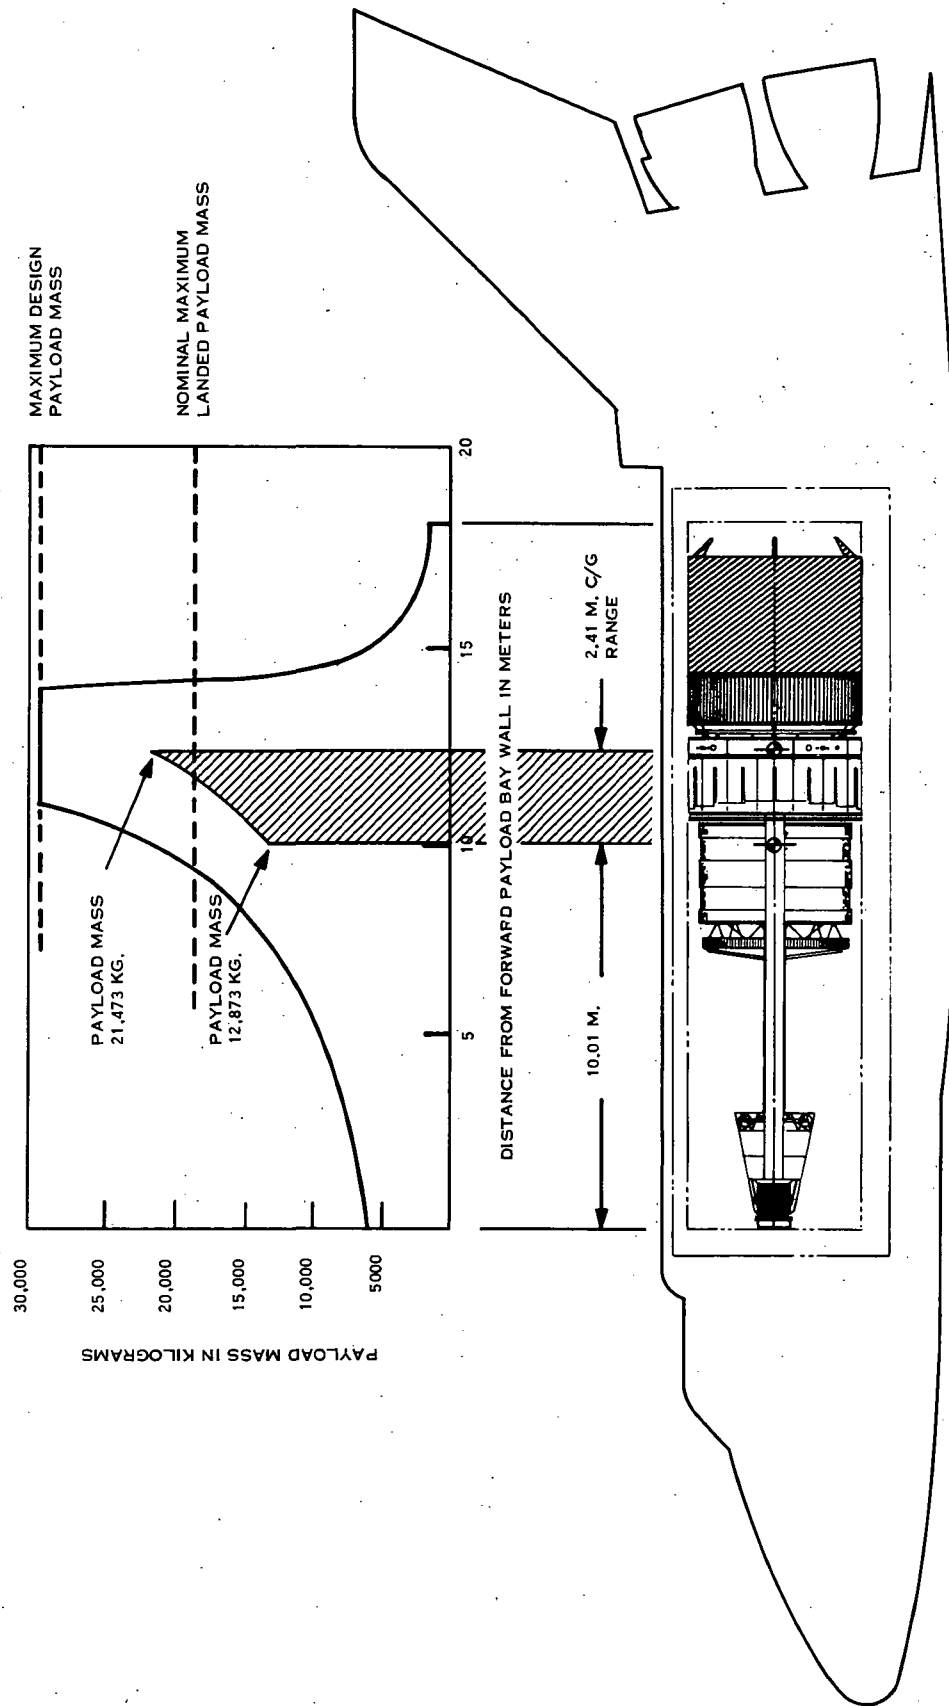 MAXIMUM DESIGN
PAYLOAD MASS
NOMINAL MAXIMUM
LANDED PAYLOAD MASS
30,000
25,000
20,000
15,000
10,000
5000
PAYLOAD MASS IN KILOGRAMS
PAYLOAD MASS
21,473 KG.
PAYLOAD MASS
12,873 KG.
5
10
15
20
DISTANCE FROM FORWARD PAYLOAD BAY WALL IN METERS
10.01 M.
2.41 M. C/G
RANGE